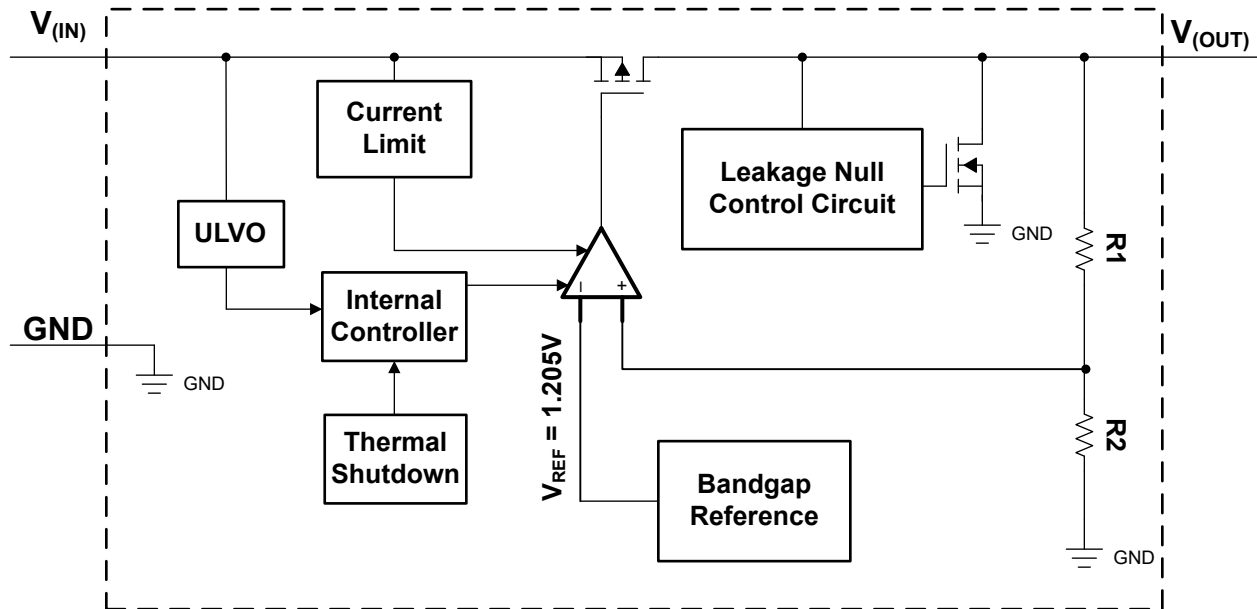 V(IN)
V(OUT)
Current
Limit
Leakage Null
Control Circuit
ULVO
GND
R1
Internal
Controller
− +
GND
GND
VREF = 1.205V
Thermal
Shutdown
R2
Bandgap
Reference
GND